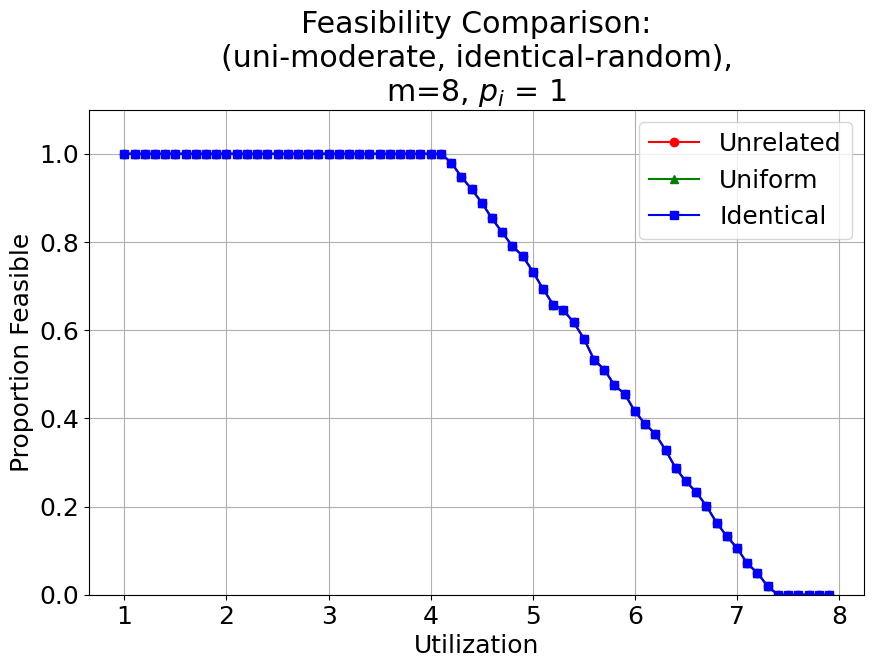 Feasibility Comparison:
(uni-moderate, identical-random),
m=8, $p_i$ = 1
Unrelated
Uniform
Identical
Proportion Feasible
1.0
0.8
0.6
0.4
0.2
0.0
1 2 3 4 5 6 7 8
Utilization